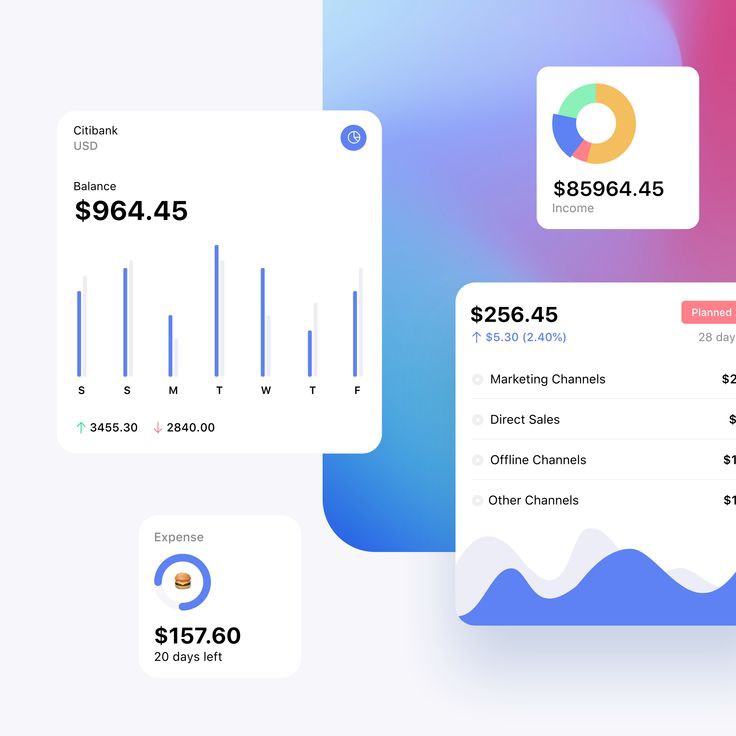 Citibank
USD
Balance
$964.45
S S M T W T F
↑ 3455.30 ↓ 2840.00
$85964.45
Income
$256.45
Planned
↑ $5.30 (2.40%)
28 day
Marketing Channels $2
Direct Sales $
Offline Channels $1
Other Channels $1
Expense
$157.60
20 days left